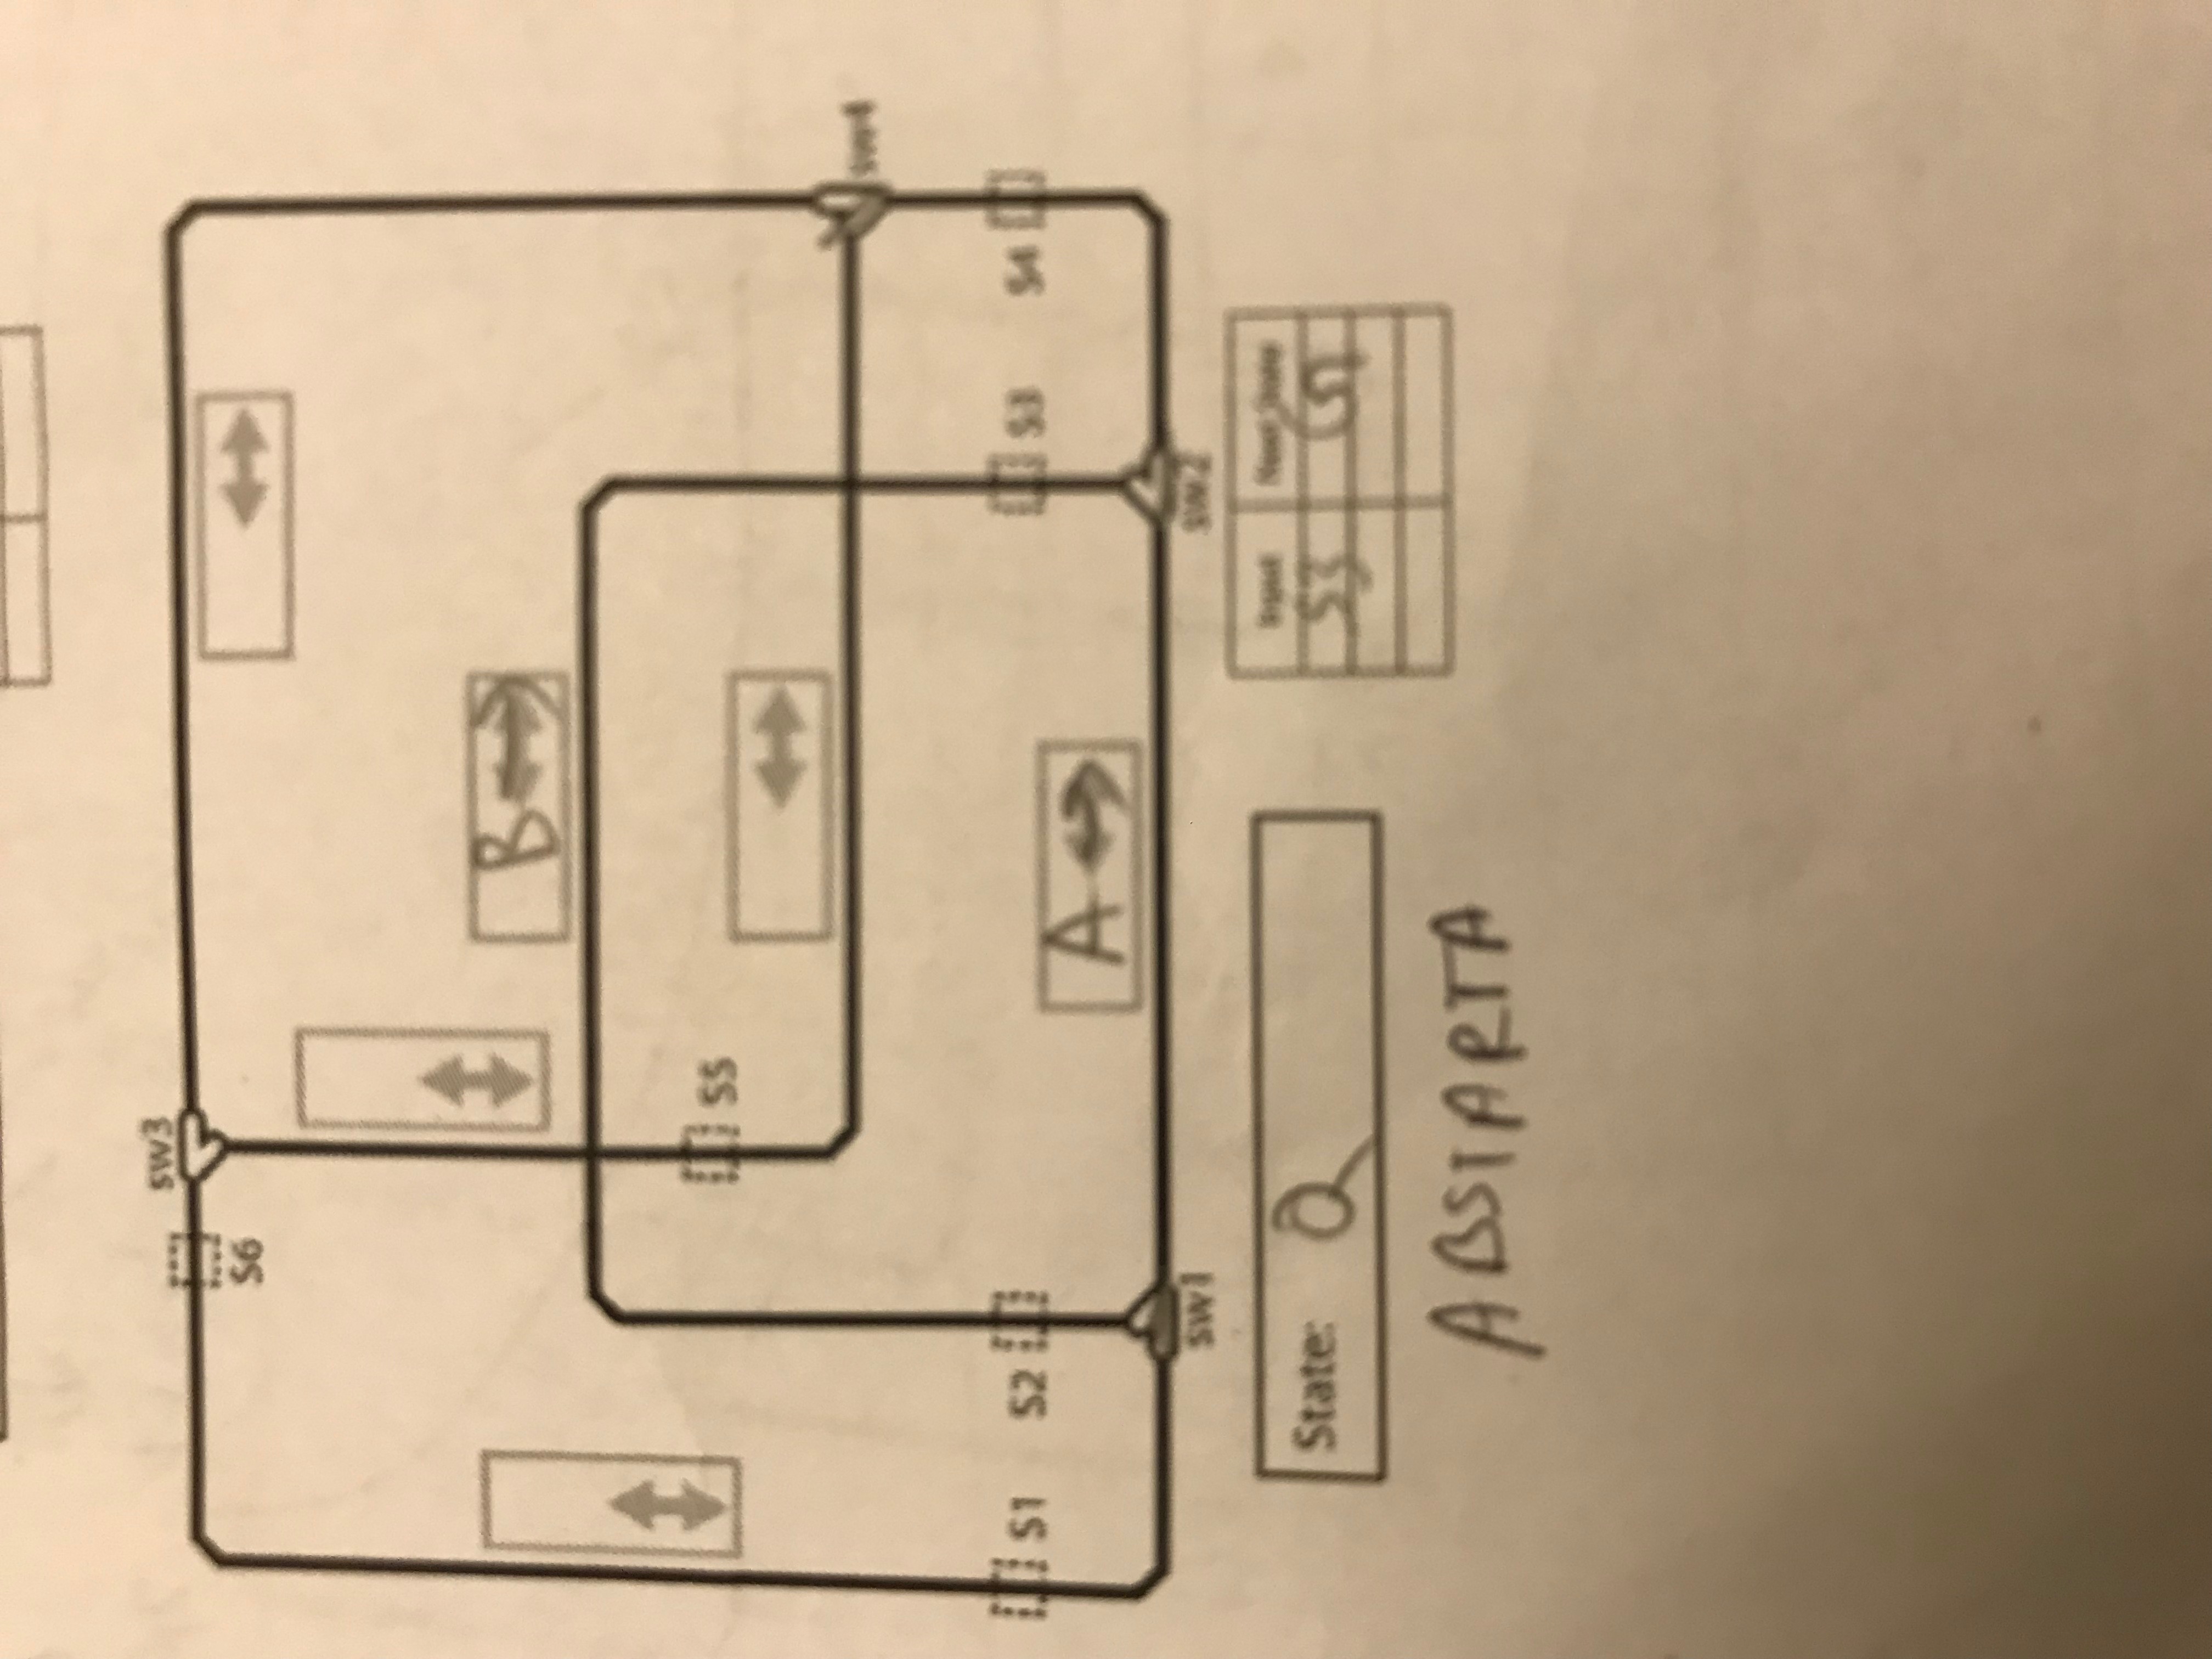 sw3
S6
B
S5
sw4
S1 S2 S3 S4
A
sw1 sw2
State: Q
Input Next State
S3
ABSTARTA